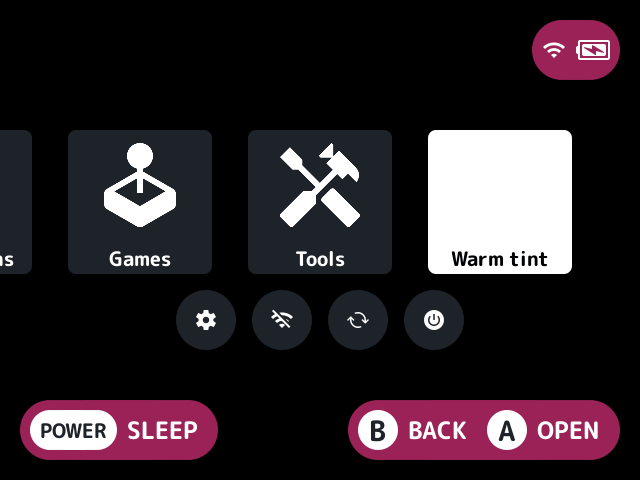 ns
Games
Tools
Warm tint
POWER SLEEP
B BACK A OPEN